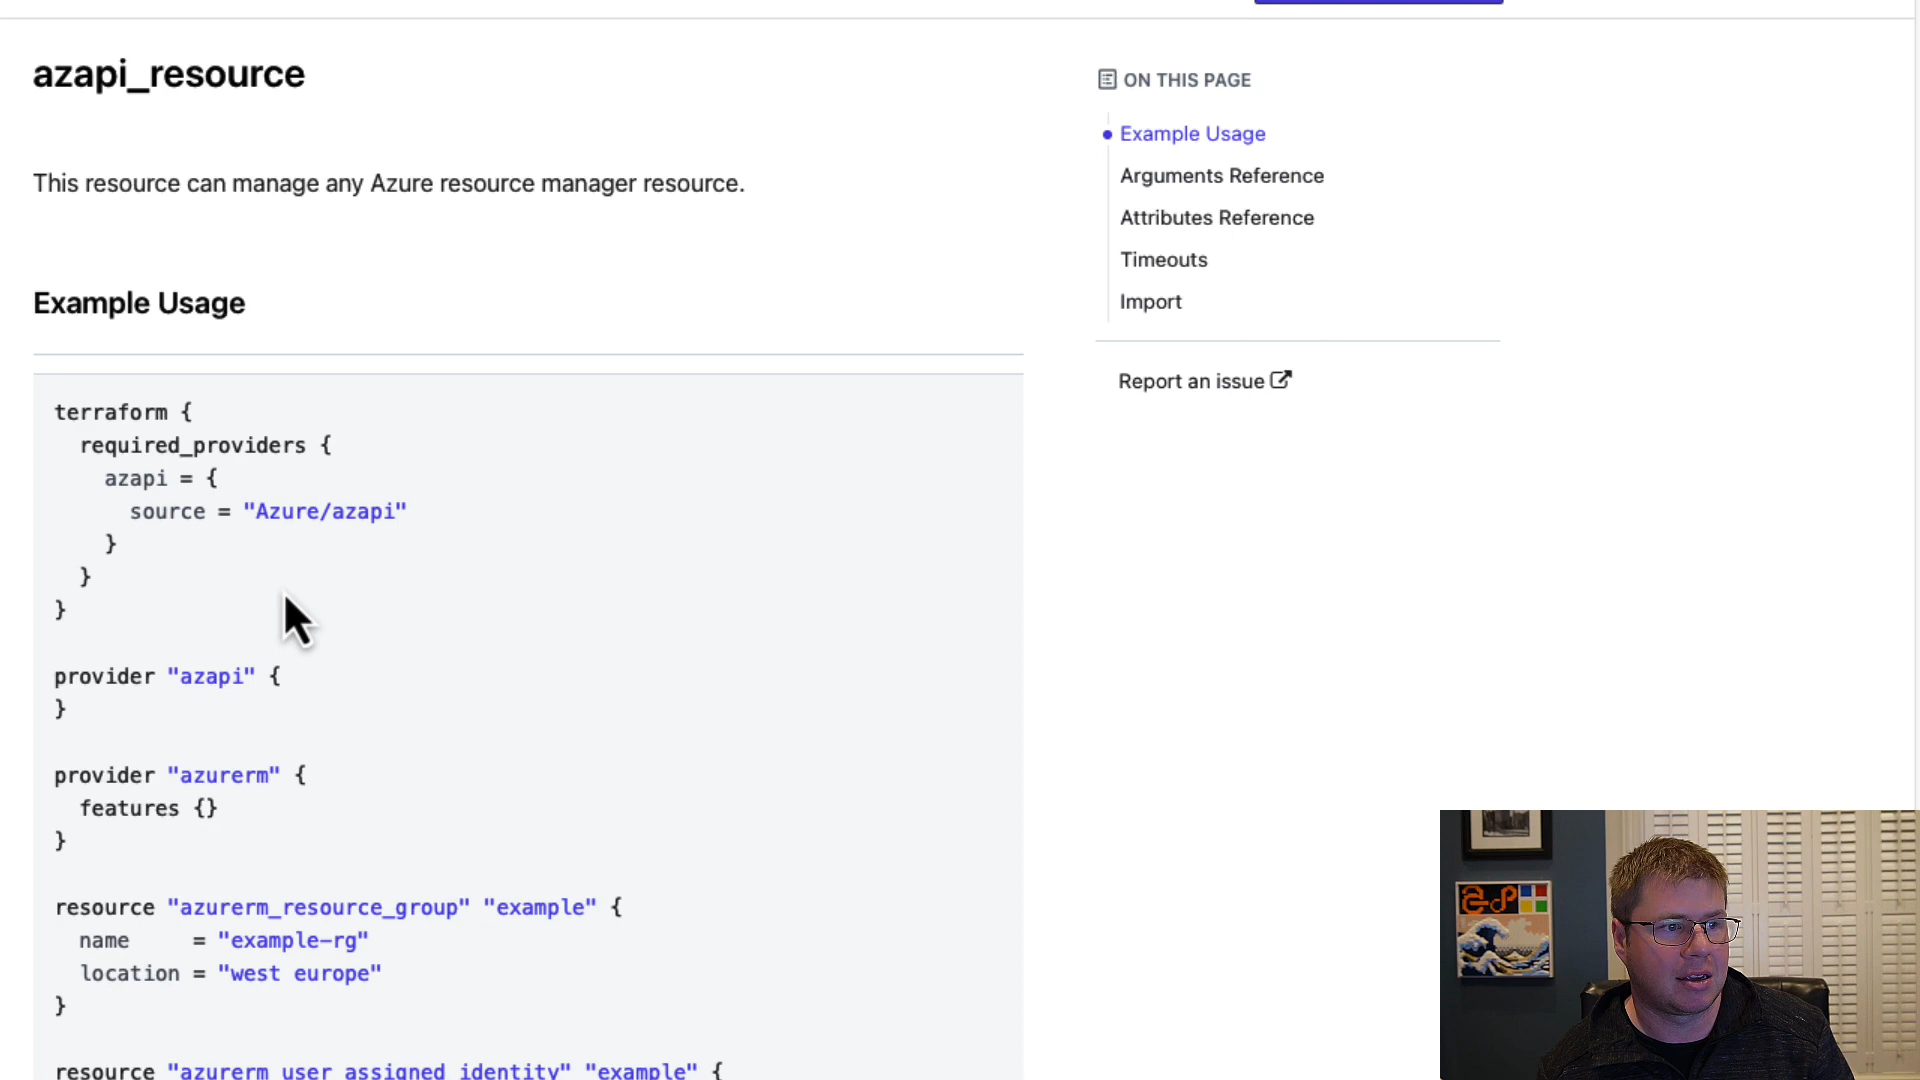 azapi_resource
This resource can manage any Azure resource manager resource.
Example Usage
terraform {
required_providers {
azapi = {
source = "Azure/azapi"
}
}
}
provider "azapi" {
}
provider "azurerm" {
features {}
}
resource "azurerm_resource_group" "example" {
name     = "example-rg"
location = "west europe"
}
resource "azurerm_user_assigned_identity" "example" {
ON THIS PAGE
Example Usage
Arguments Reference
Attributes Reference
Timeouts
Import
Report an issue